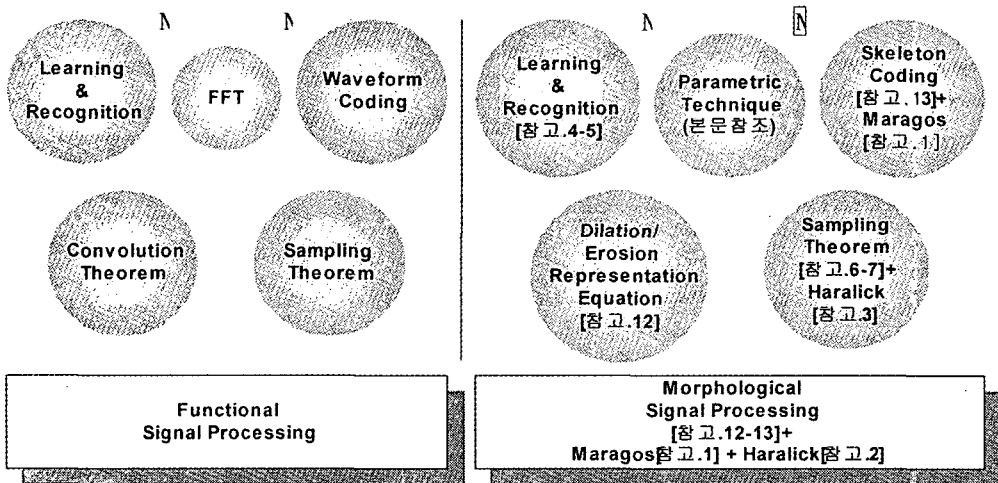 N
N
Learning
&
Recognition
FFT
Waveform
Coding
Convolution
Theorem
Sampling
Theorem
Functional
Signal Processing
N
N
Learning
&
Recognition
[참고.4-5]
Parametric
Technique
(본문참조)
Skeleton
Coding
[참고.13]+
Maragos
[참고.1]
Dilation/
Erosion
Representation
Equation
[참고.12]
Sampling
Theorem
[참고.6-7]+
Haralick
[참고.3]
Morphological
Signal Processing
[참고.12-13]+
Maragos[참고.1] + Haralick[참고.2]